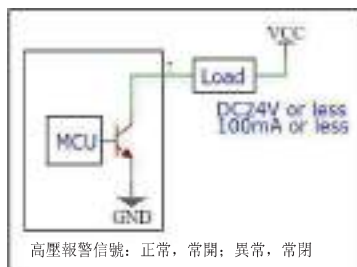 VCC
Load
DC24V or less
100mA or less
MCU
GND
高壓報警信號：正常，常開；異常，常閉